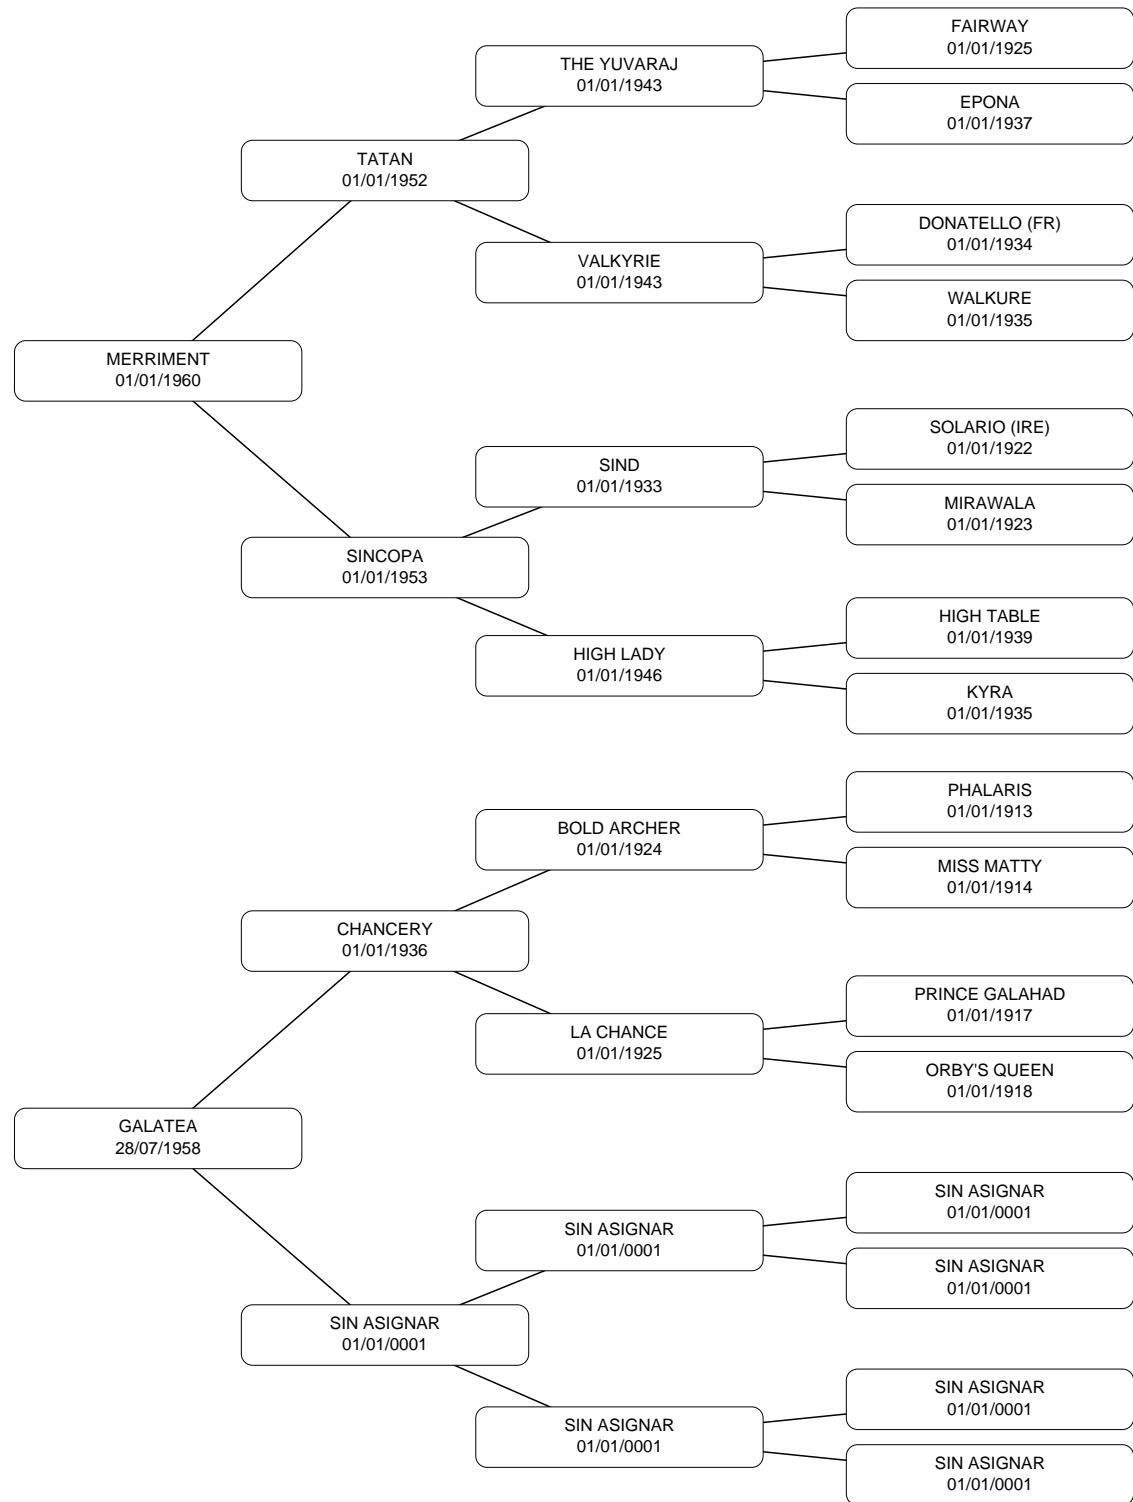 FAIRWAY
01/01/1925
THE YUVARAJ
01/01/1943
EPONA
01/01/1937
TATAN
01/01/1952
DONATELLO (FR)
01/01/1934
VALKYRIE
01/01/1943
WALKURE
01/01/1935
MERRIMENT
01/01/1960
SOLARIO (IRE)
01/01/1922
SIND
01/01/1933
MIRAWALA
01/01/1923
SINCOPA
01/01/1953
HIGH TABLE
01/01/1939
HIGH LADY
01/01/1946
KYRA
01/01/1935
PHALARIS
01/01/1913
BOLD ARCHER
01/01/1924
MISS MATTY
01/01/1914
CHANCERY
01/01/1936
PRINCE GALAHAD
01/01/1917
LA CHANCE
01/01/1925
ORBY'S QUEEN
01/01/1918
GALATEA
28/07/1958
SIN ASIGNAR
01/01/0001
SIN ASIGNAR
01/01/0001
SIN ASIGNAR
01/01/0001
SIN ASIGNAR
01/01/0001
SIN ASIGNAR
01/01/0001
SIN ASIGNAR
01/01/0001
SIN ASIGNAR
01/01/0001